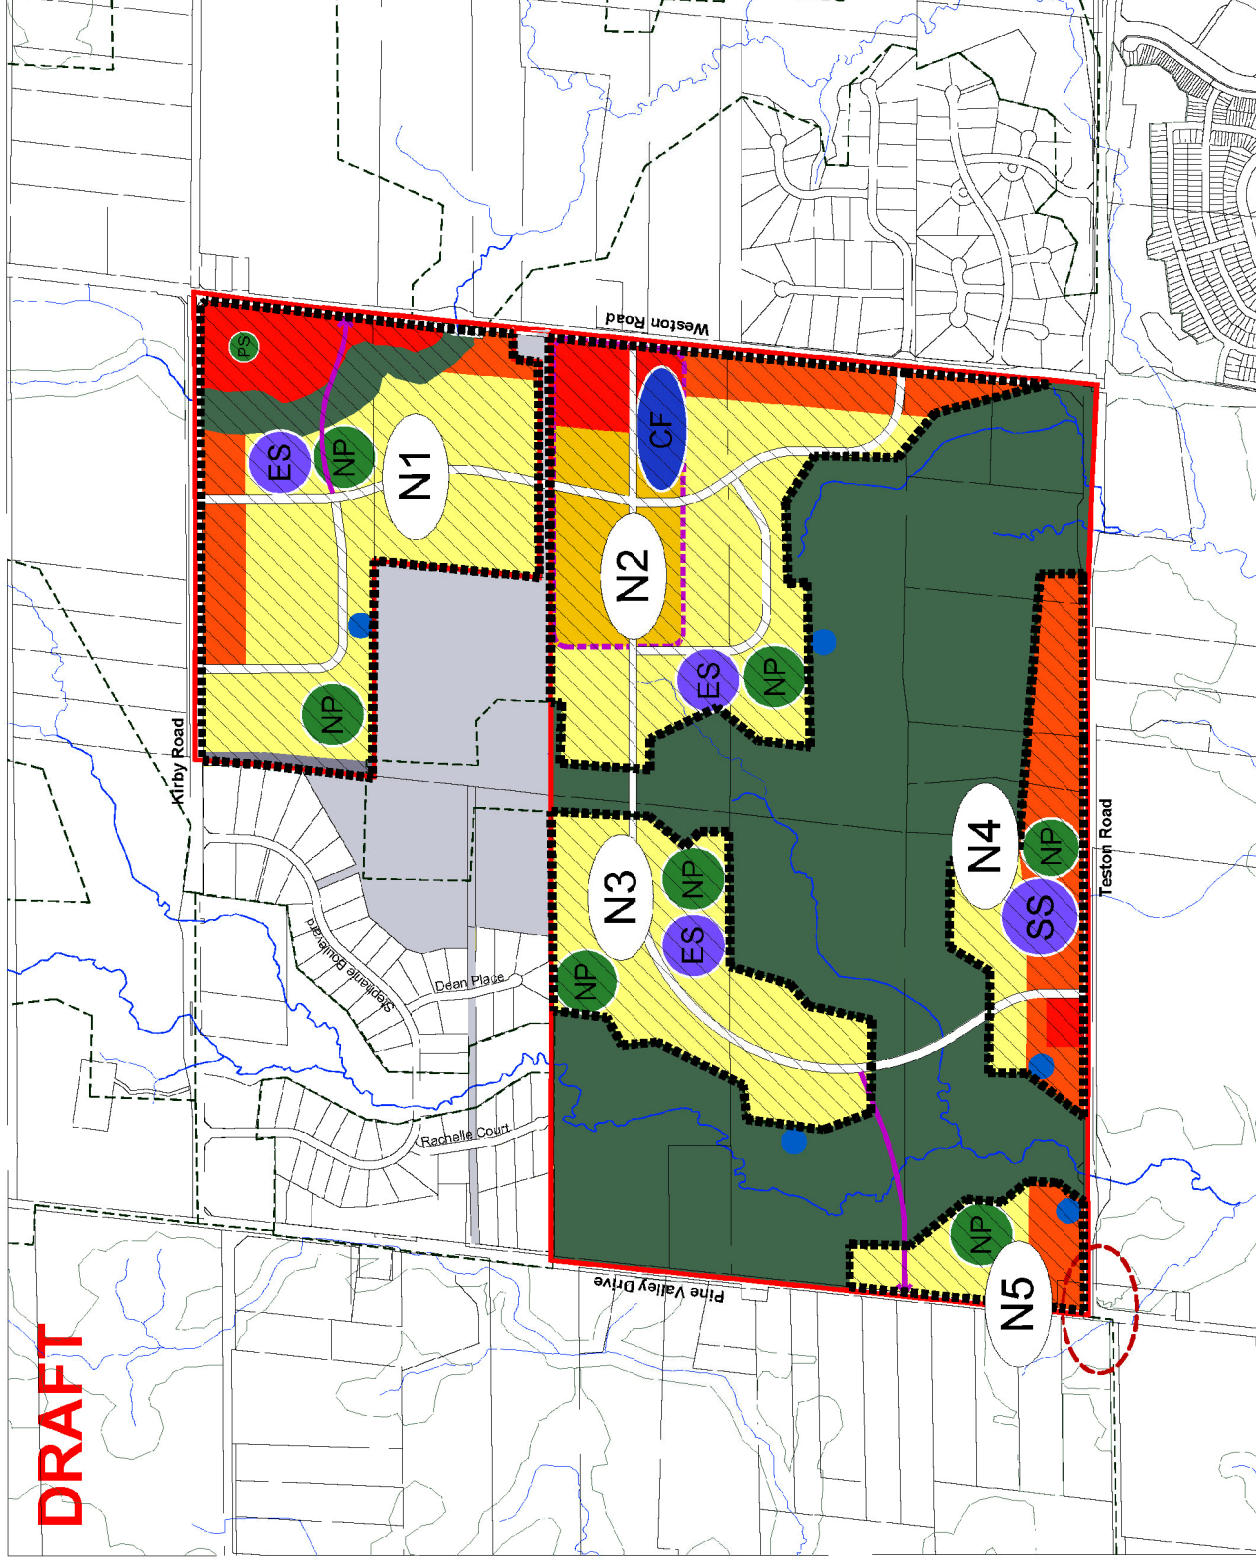 DRAFT
Kirby Road
PS
ES
NP
N1
NP
Weston Road
CF
N2
ES
NP
Stephanie Boulevard
Dean Place
Rachelle Court
N3
NP
ES
NP
Pine Valley Drive
N4
NP
SS
Teston Road
NP
N5